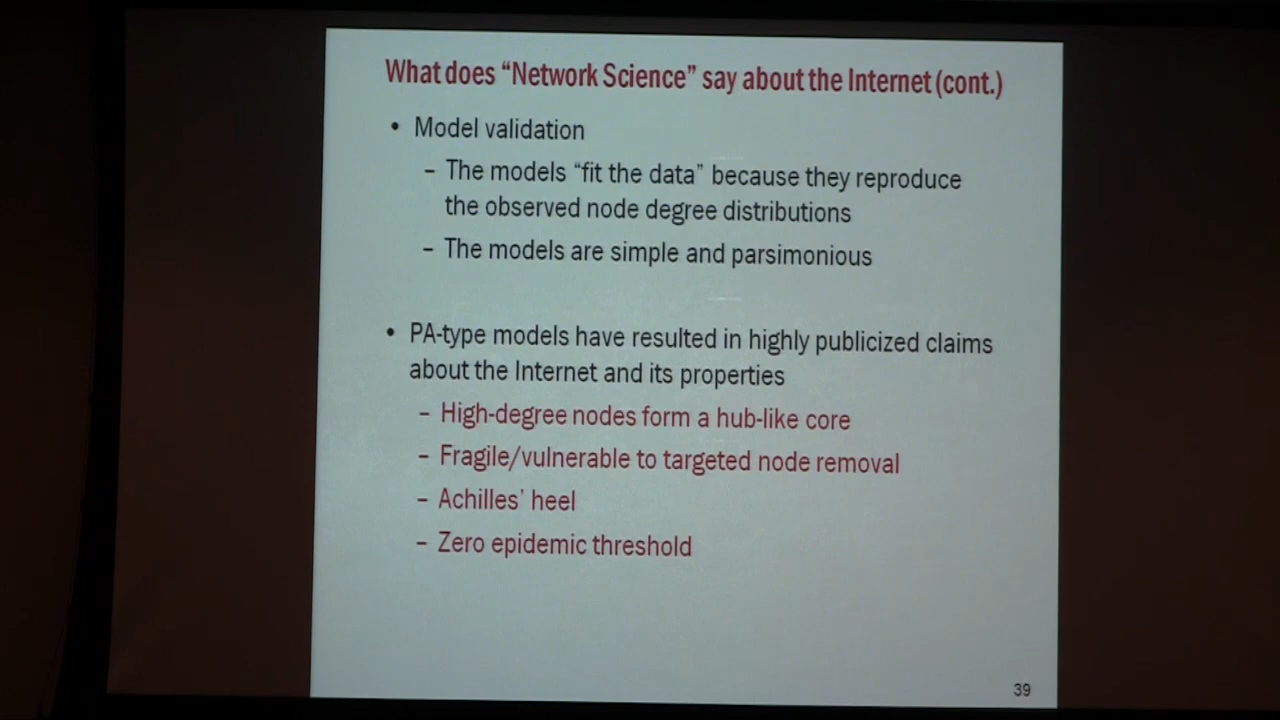 What does “Network Science” say about the Internet (cont.)
• Model validation
– The models “fit the data” because they reproduce
the observed node degree distributions
– The models are simple and parsimonious
• PA-type models have resulted in highly publicized claims
about the Internet and its properties
– High-degree nodes form a hub-like core
– Fragile/vulnerable to targeted node removal
– Achilles’ heel
– Zero epidemic threshold
39